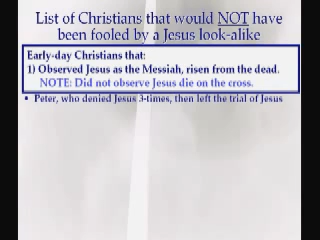 List of Christians that would NOT have
been fooled by a Jesus look-alike
Early-day Christians that:
1) Observed Jesus as the Messiah, risen from the dead.
NOTE: Did not observe Jesus die on the cross.
• Peter, who denied Jesus 3-times, then left the trial of Jesus